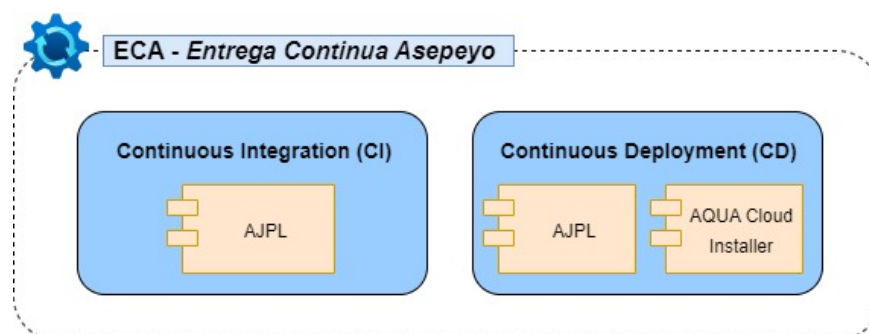 ECA - Entrega Continua Asepeyo
Continuous Integration (CI)
AJPL
Continuous Deployment (CD)
AJPL
AQUA Cloud
Installer